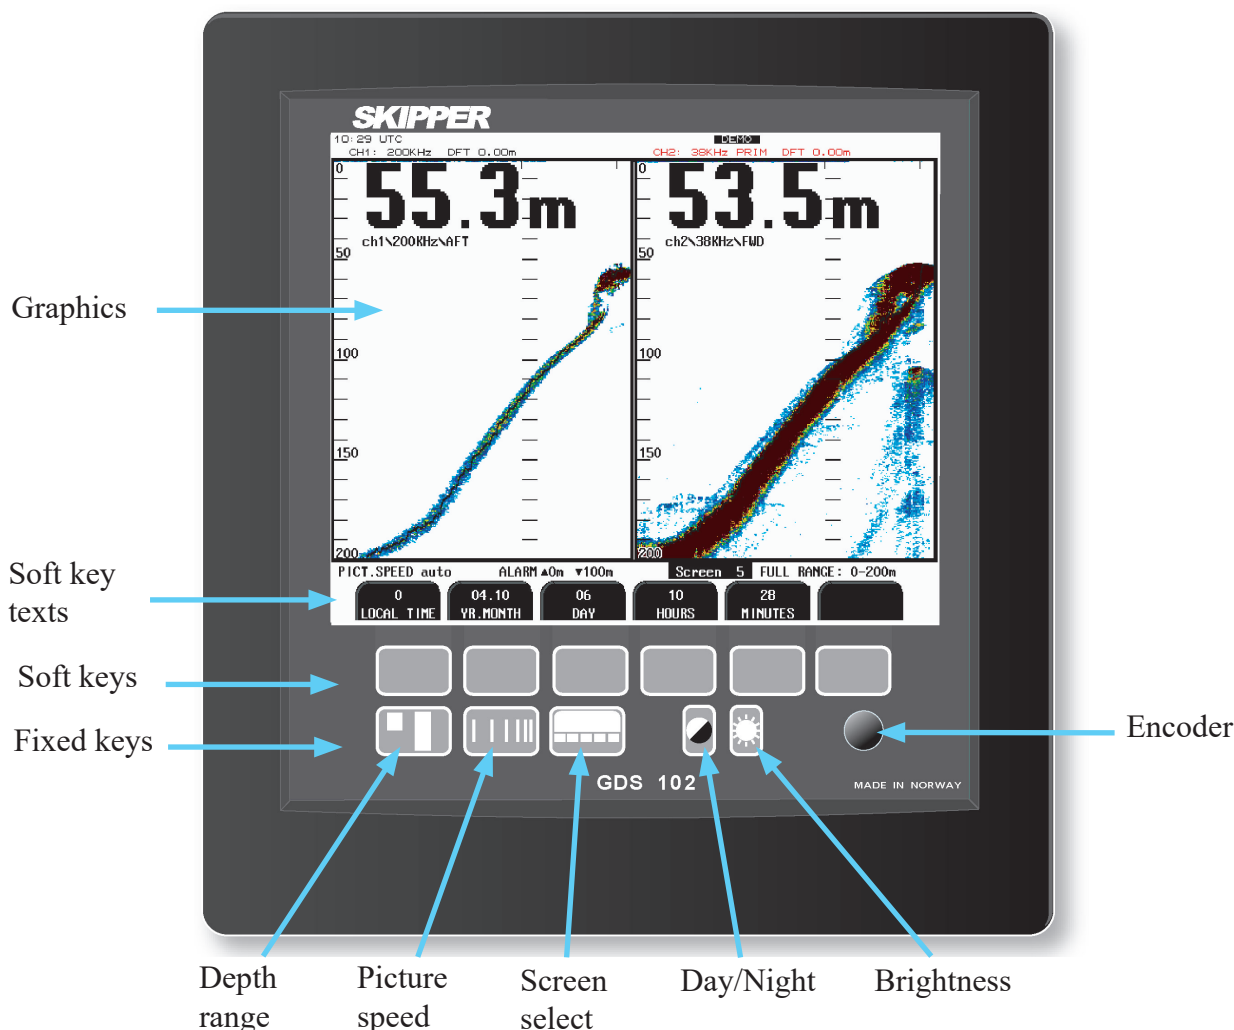 SKIPPER
10:29 UTC
DEMO
CH1: 200KHz DFT 0.00m
CH2: 38KHz PRIM DFT 0.00m
0
55.3m
ch1\200KHz\AFT
0
53.5m
ch2\38KHz\FWD
50
50
Graphics
100
100
150
150
200
200
PICT.SPEED auto ALARM ▲0m ▼100m Screen 5 FULL RANGE: 0-200m
Soft key
texts
0
LOCAL TIME
04.10
YR.MONTH
06
DAY
10
HOURS
28
MINUTES
Soft keys
Fixed keys
Encoder
GDS 102
MADE IN NORWAY
Depth
range
Picture
speed
Screen
select
Day/Night
Brightness